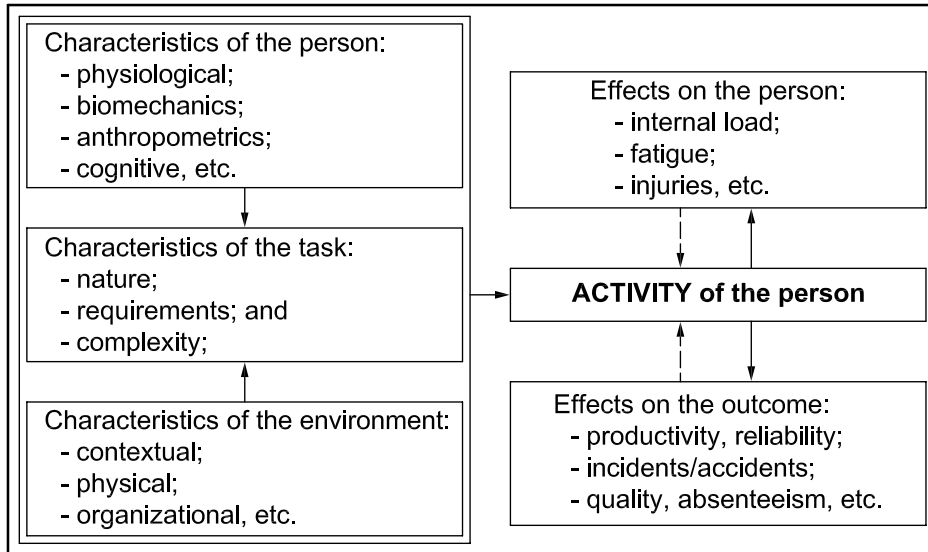 Characteristics of the person:
- physiological;
- biomechanics;
- anthropometrics;
- cognitive, etc.
Characteristics of the task:
- nature;
- requirements; and
- complexity;
Characteristics of the environment:
- contextual;
- physical;
- organizational, etc.
Effects on the person:
- internal load;
- fatigue;
- injuries, etc.
ACTIVITY of the person
Effects on the outcome:
- productivity, reliability;
- incidents/accidents;
- quality, absenteeism, etc.